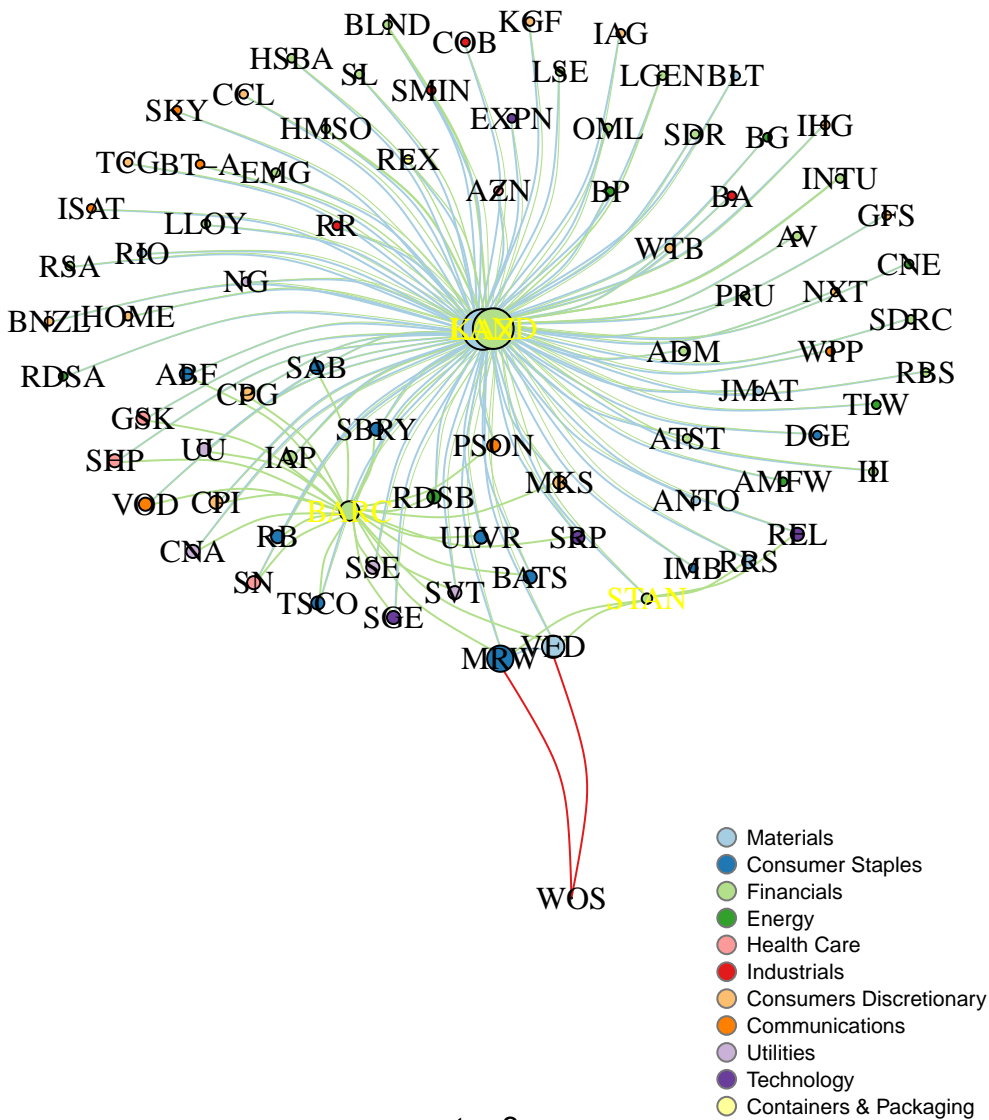 BLND
KGF
COB
IAG
HSBA
SL
LSE
LGEN
BLT
CCL
SMIN
SKY
HMSO
EXPN
OML
SDR
BG
IHG
TCG
BT−A
EMG
REX
AZN
BP
BA
INTU
ISAT
LLOY
RR
WTB
AV
GFS
RSA
RIO
NG
PRU
NXT
CNE
BNZL
HOME
SDRC
RDSA
ABF
SAB
CPG
ADM
WPP
JMAT
RBS
TLW
GSK
SBRY
PSON
ATST
DGE
SHP
UU
IAP
MKS
AMFW
III
VOD
CPI
BARC
RDSB
ANTO
CNA
RB
ULVR
SRP
REL
SN
SSE
BATS
IMB
RRS
TSCO
SGE
SVT
STAN
MRW
VED
WOS
Materials
Consumer Staples
Financials
Energy
Health Care
Industrials
Consumers Discretionary
Communications
Utilities
Technology
Containers & Packaging